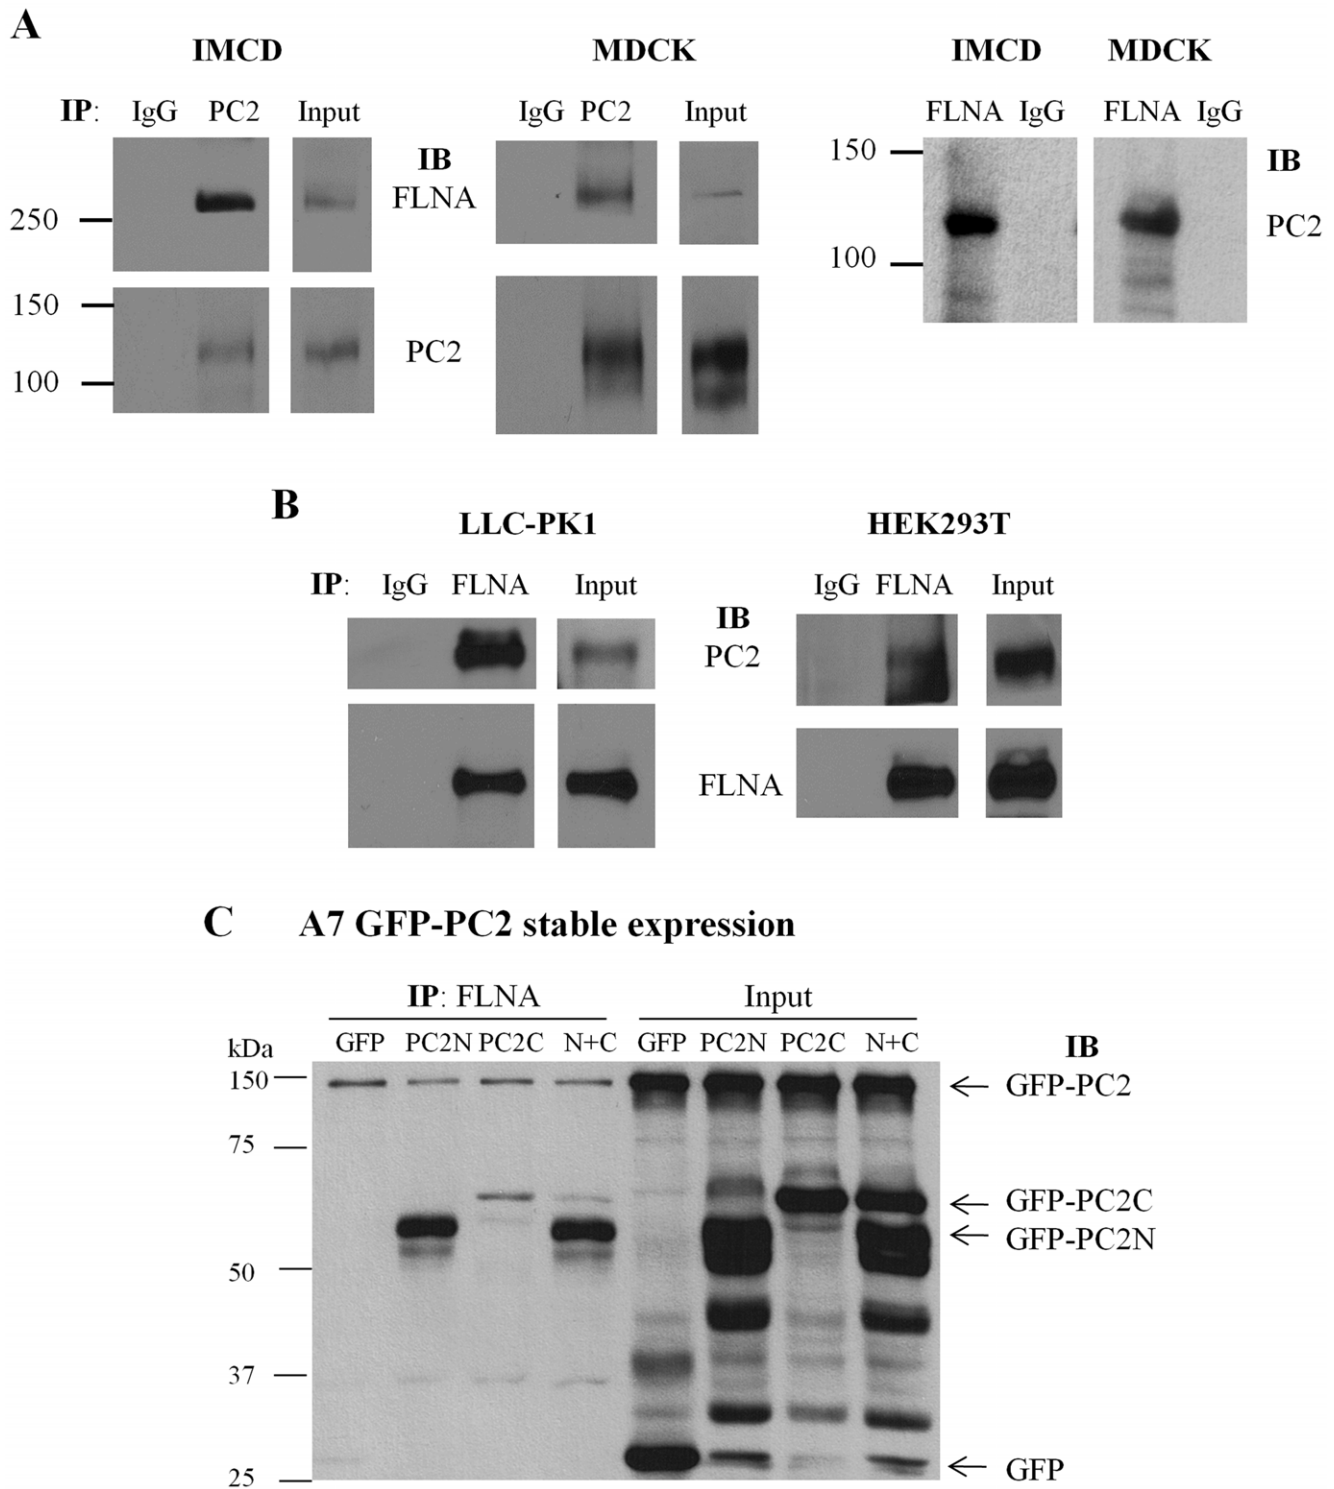 A
IMCD MDCK IMCD MDCK
IP: IgG PC2 Input IgG PC2 Input FLNA IgG FLNA IgG
IB
FLNA
250
150
100
PC2
150
100
IB
PC2
B
LLC-PK1 HEK293T
IP: IgG FLNA Input IgG FLNA Input
IB
PC2
FLNA
C A7 GFP-PC2 stable expression
IP: FLNA Input
kDa GFP PC2N PC2C N+C GFP PC2N PC2C N+C IB
150 GFP-PC2
75
GFP-PC2C
GFP-PC2N
50
37
25 GFP